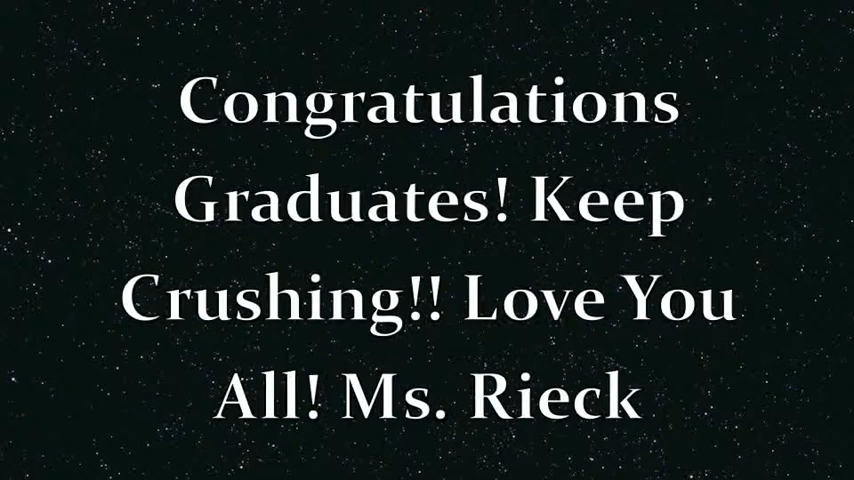 Congratulations
Graduates! Keep
Crushing!! Love You
All! Ms. Rieck